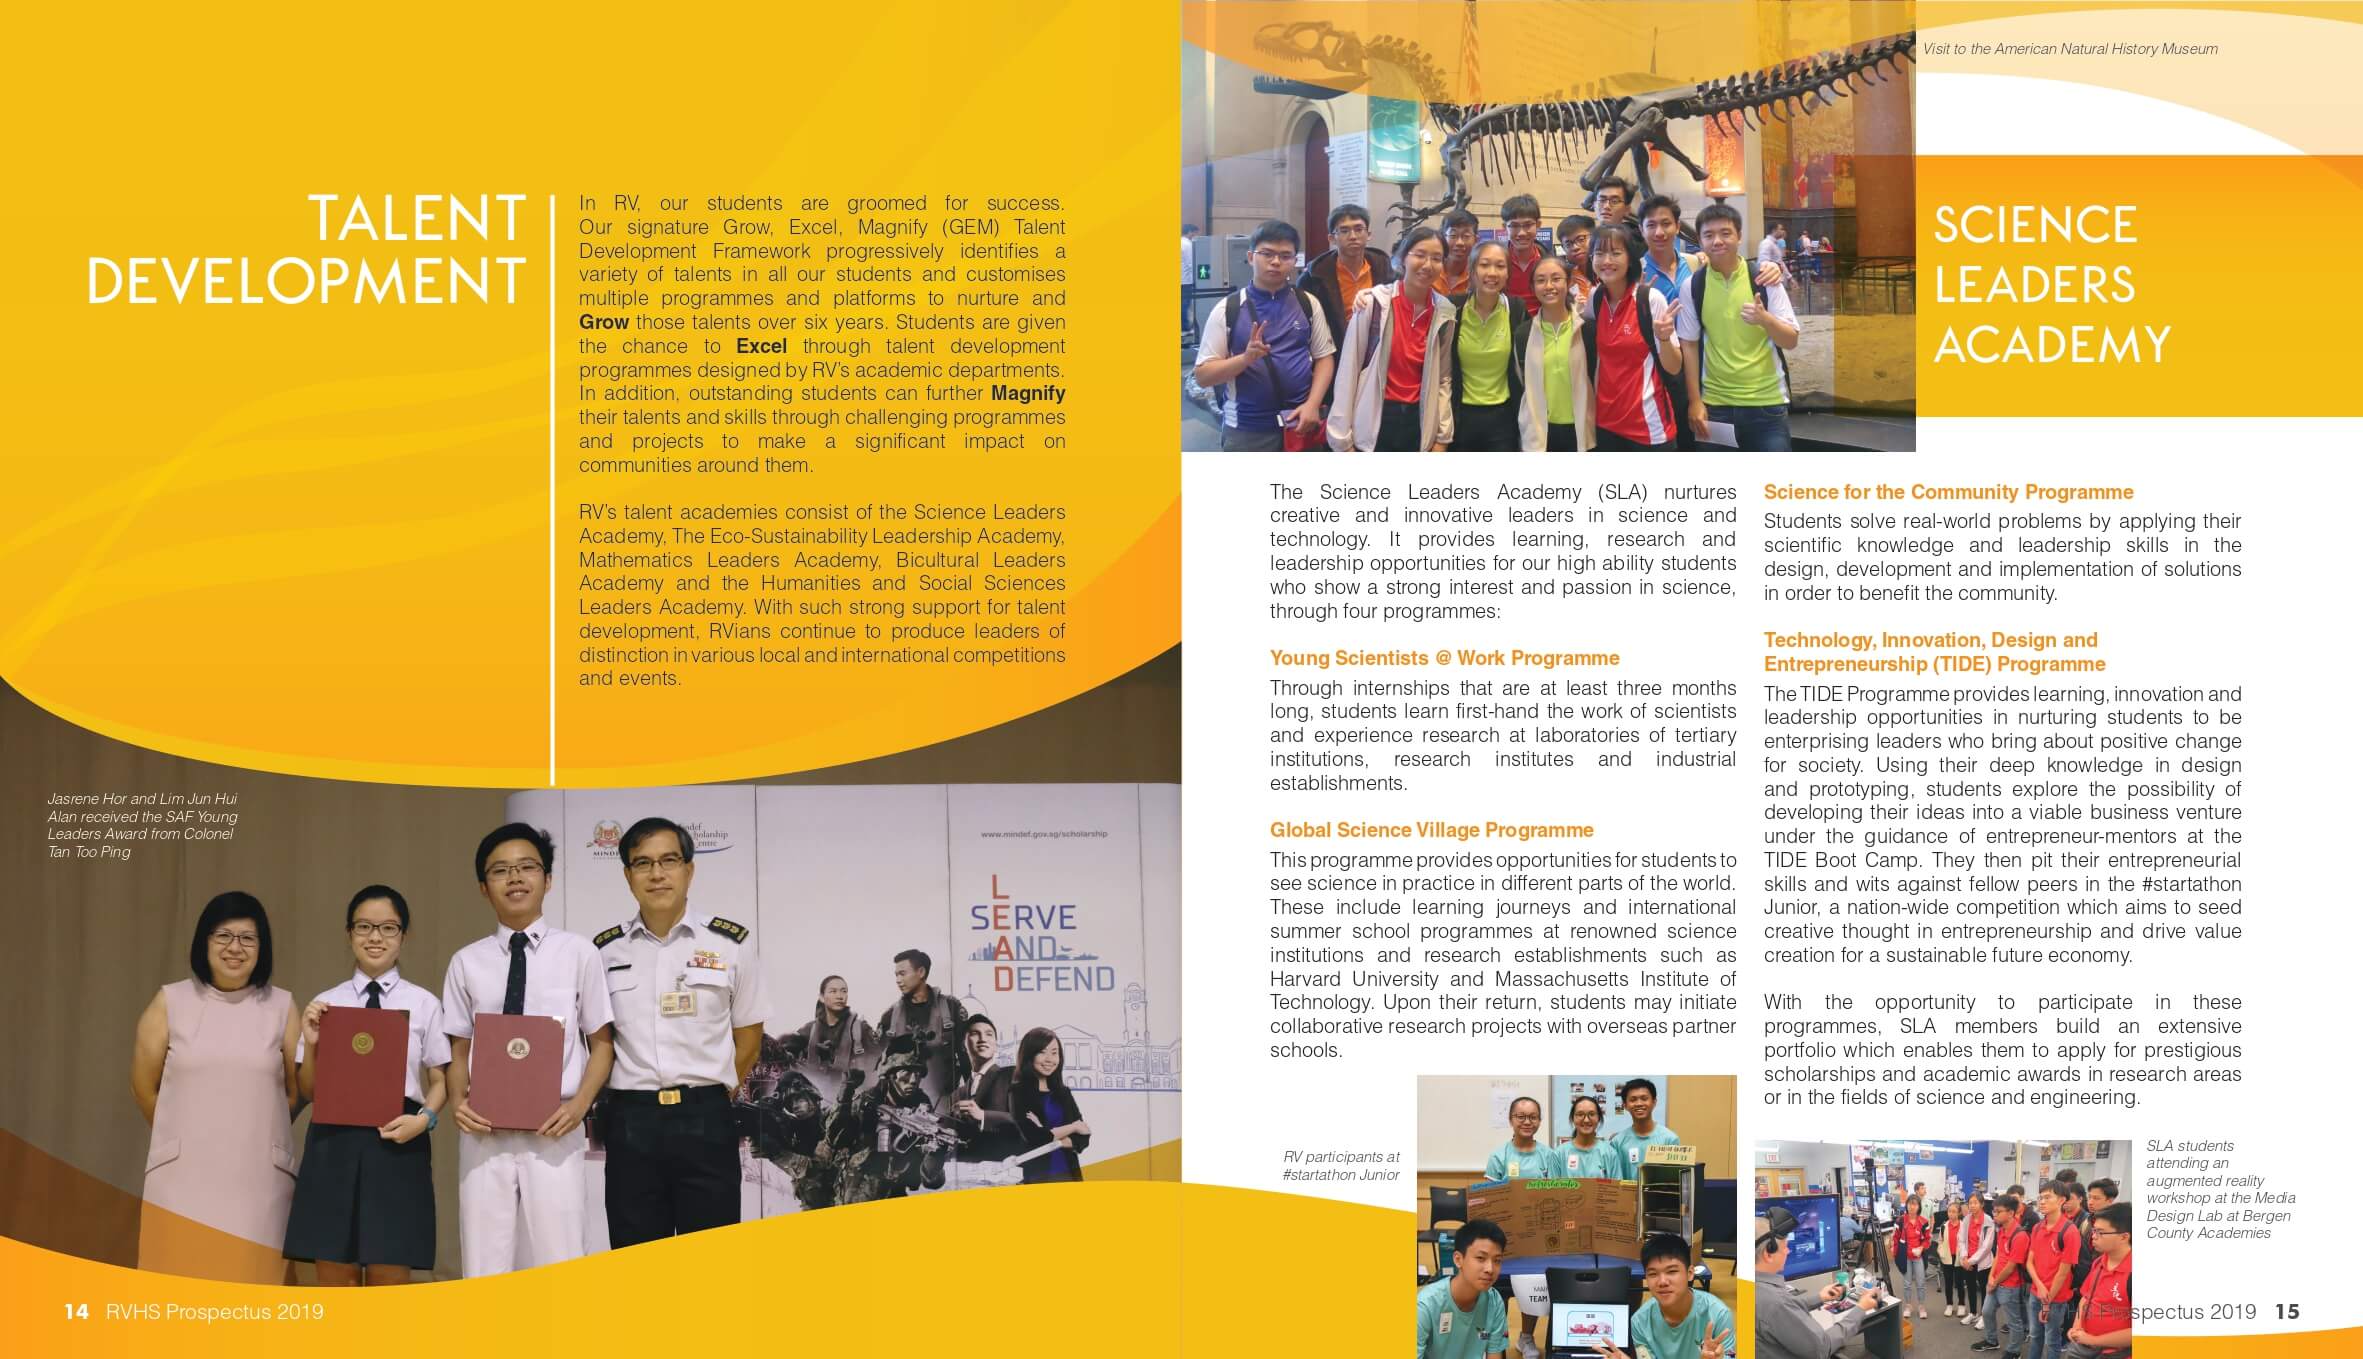 TALENT
DEVELOPMENT
In RV, our students are groomed for success.
Our signature Grow, Excel, Magnify (GEM) Talent
Development Framework progressively identifies a
variety of talents in all our students and customises
multiple programmes and platforms to nurture and
Grow those talents over six years. Students are given
the chance to Excel through talent development
programmes designed by RV's academic departments.
In addition, outstanding students can further Magnify
their talents and skills through challenging programmes
and projects to make a significant impact on
communities around them.
RV's talent academies consist of the Science Leaders
Academy, The Eco-Sustainability Leadership Academy,
Mathematics Leaders Academy, Bicultural Leaders
Academy and the Humanities and Social Sciences
Leaders Academy. With such strong support for talent
development, RVians continue to produce leaders of
distinction in various local and international competitions
and events.
Jasrene Hor and Lim Jun Hui
Alan received the SAF Young
Leaders Award from Colonel
Tan Too Ping
www.mindef.gov.sg/scholarship
LEAD
SERVE
AND
DEFEND
14 RVHS Prospectus 2019
Visit to the American Natural History Museum
SCIENCE
LEADERS
ACADEMY
The Science Leaders Academy (SLA) nurtures
creative and innovative leaders in science and
technology. It provides learning, research and
leadership opportunities for our high ability students
who show a strong interest and passion in science,
through four programmes:
Young Scientists @ Work Programme
Through internships that are at least three months
long, students learn first-hand the work of scientists
and experience research at laboratories of tertiary
institutions, research institutes and industrial
establishments.
Global Science Village Programme
This programme provides opportunities for students to
see science in practice in different parts of the world.
These include learning journeys and international
summer school programmes at renowned science
institutions and research establishments such as
Harvard University and Massachusetts Institute of
Technology. Upon their return, students may initiate
collaborative research projects with overseas partner
schools.
RV participants at
#startathon Junior
TEAM
Science for the Community Programme
Students solve real-world problems by applying their
scientific knowledge and leadership skills in the
design, development and implementation of solutions
in order to benefit the community.
Technology, Innovation, Design and
Entrepreneurship (TIDE) Programme
The TIDE Programme provides learning, innovation and
leadership opportunities in nurturing students to be
enterprising leaders who bring about positive change
for society. Using their deep knowledge in design
and prototyping, students explore the possibility of
developing their ideas into a viable business venture
under the guidance of entrepreneur-mentors at the
TIDE Boot Camp. They then pit their entrepreneurial
skills and wits against fellow peers in the #startathon
Junior, a nation-wide competition which aims to seed
creative thought in entrepreneurship and drive value
creation for a sustainable future economy.
With the opportunity to participate in these
programmes, SLA members build an extensive
portfolio which enables them to apply for prestigious
scholarships and academic awards in research areas
or in the fields of science and engineering.
SLA students
attending an
augmented reality
workshop at the Media
Design Lab at Bergen
County Academies
RVHS Prospectus 2019 15